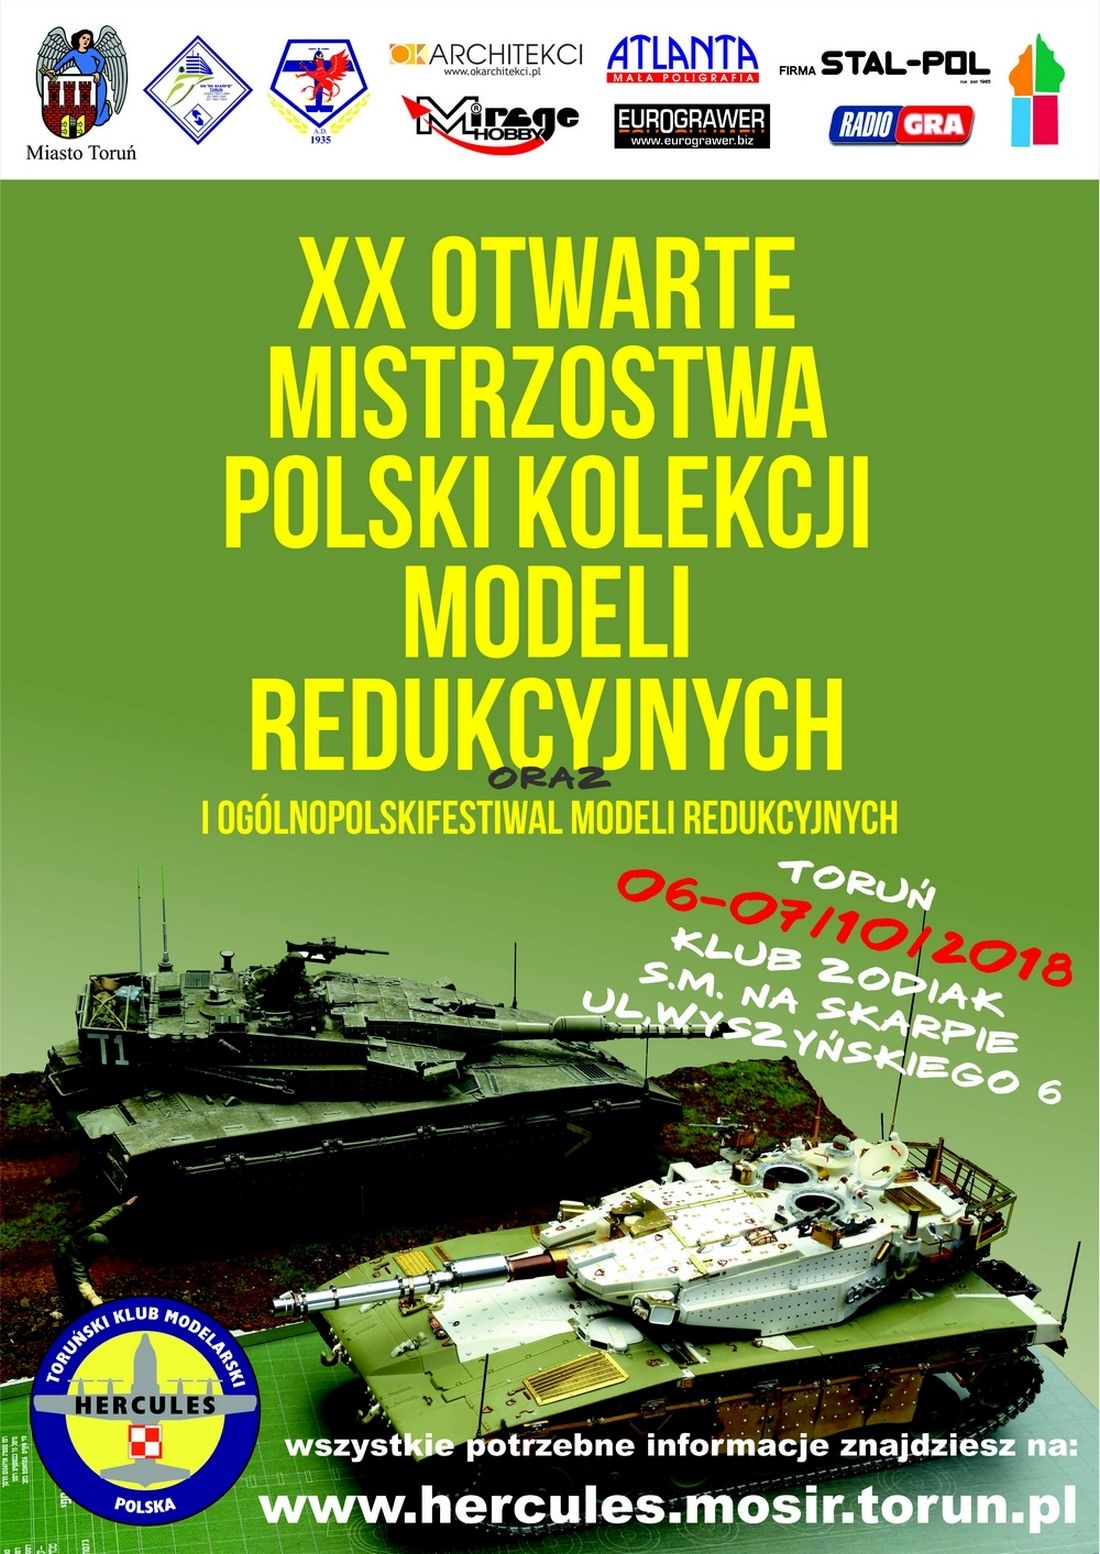 Miasto Toruń
A.D.
1935
OK ARCHITEKCI
www.okarchitekci.pl
Mirage
HOBBY
ATLANTA
MAŁA POLIGRAFIA
EUROGRAWER
www.eurograwer.biz
FIRMA STAL-POL
RADIO GRA
XX OTWARTE
MISTRZOSTWA
POLSKI KOLEKCJI
MODELI
REDUKCYJNYCH
ORAZ
I OGÓLNOPOLSKIFESTIWAL MODELI REDUKCYJNYCH
TORUŃ
06-07/10/2018
KLUB ZODIAK
S.M. NA SKARPIE
UL.WYSZYŃSKIEGO 6
T1
TORUŃSKI KLUB MODELARSKI
HERCULES
POLSKA
wszystkie potrzebne informacje znajdziesz na:
www.hercules.mosir.torun.pl